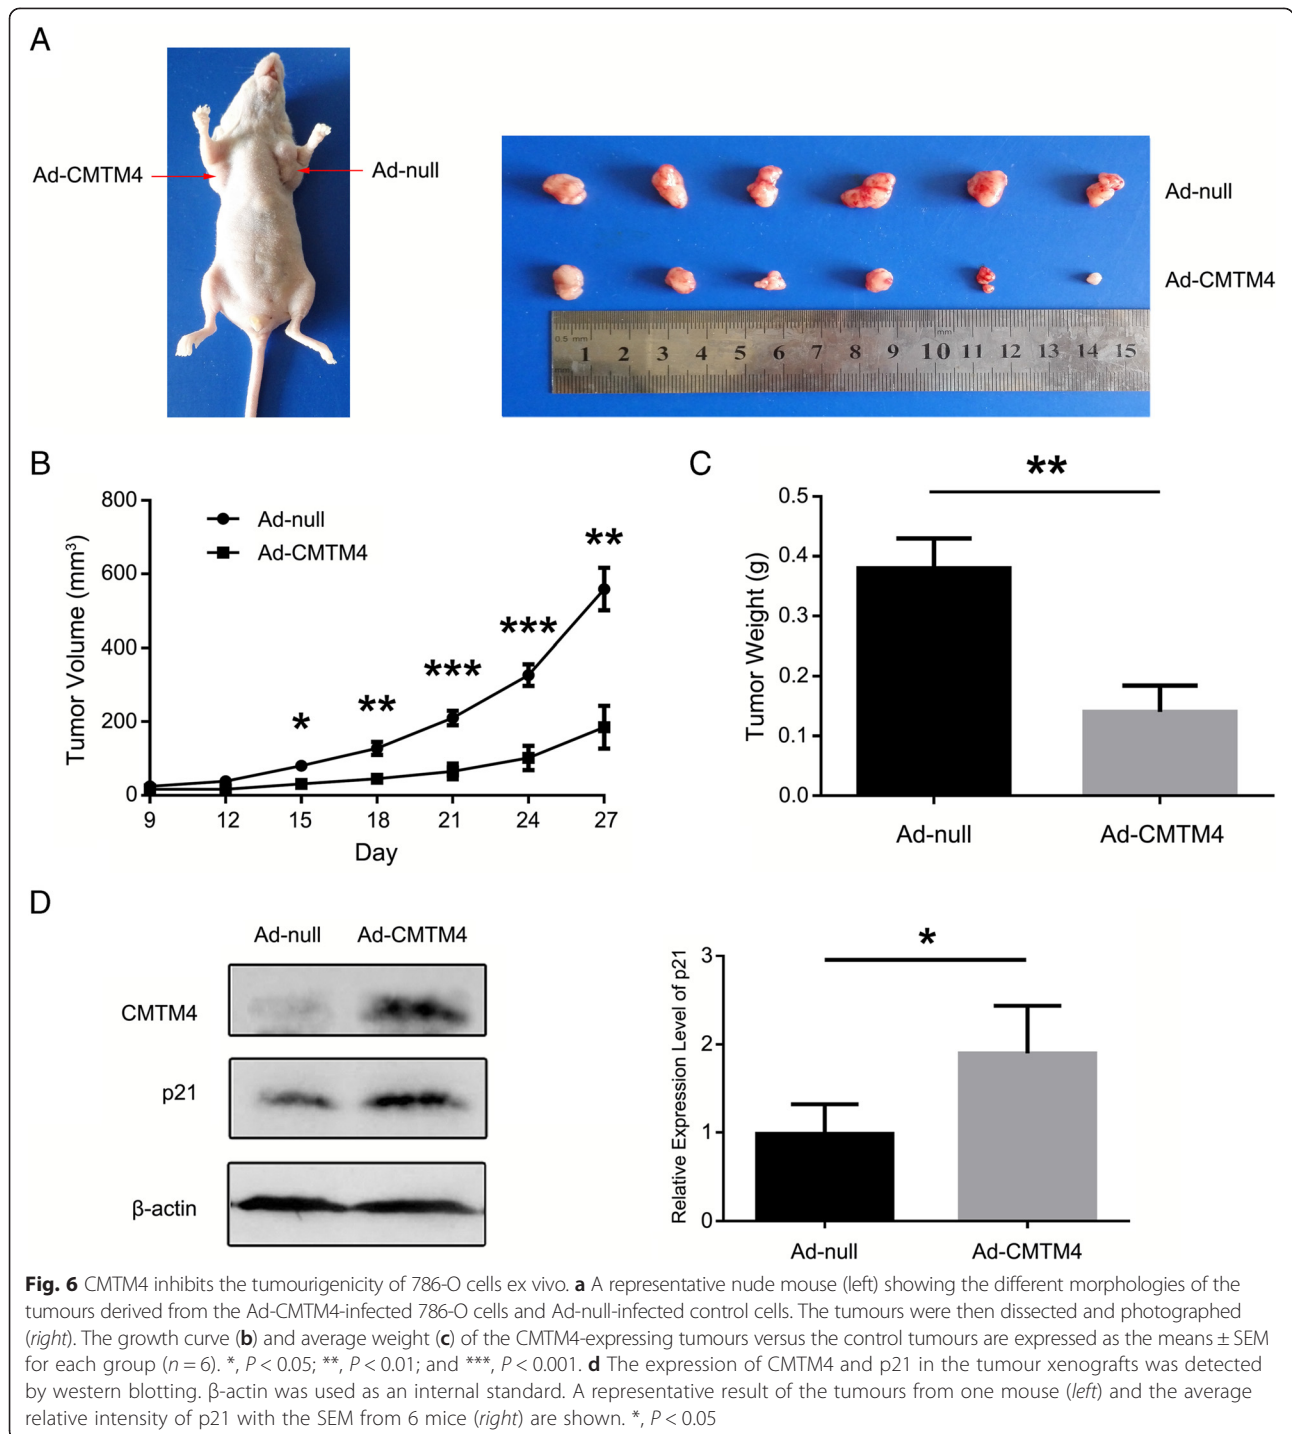 A
Ad-CMTM4
Ad-null
Ad-null
Ad-CMTM4
0.5 mm
mm
1 2 3 4 5 6 7 8 9 10 11 12 13 14 15
B
800
600
400
200
0
Tumor Volume (mm³)
Ad-null
Ad-CMTM4
*
**
***
***
**
9 12 15 18 21 24 27
Day
C
**
0.5
0.4
0.3
0.2
0.1
0.0
Tumor Weight (g)
Ad-null Ad-CMTM4
D
Ad-null Ad-CMTM4
CMTM4
p21
β-actin
*
3
2
1
0
Relative Expression Level of p21
Ad-null Ad-CMTM4
Fig. 6 CMTM4 inhibits the tumourigenicity of 786-O cells ex vivo. a A representative nude mouse (left) showing the different morphologies of the
tumours derived from the Ad-CMTM4-infected 786-O cells and Ad-null-infected control cells. The tumours were then dissected and photographed
(right). The growth curve (b) and average weight (c) of the CMTM4-expressing tumours versus the control tumours are expressed as the means ± SEM
for each group (n = 6). *, P < 0.05; **, P < 0.01; and ***, P < 0.001. d The expression of CMTM4 and p21 in the tumour xenografts was detected
by western blotting. β-actin was used as an internal standard. A representative result of the tumours from one mouse (left) and the average
relative intensity of p21 with the SEM from 6 mice (right) are shown. *, P < 0.05